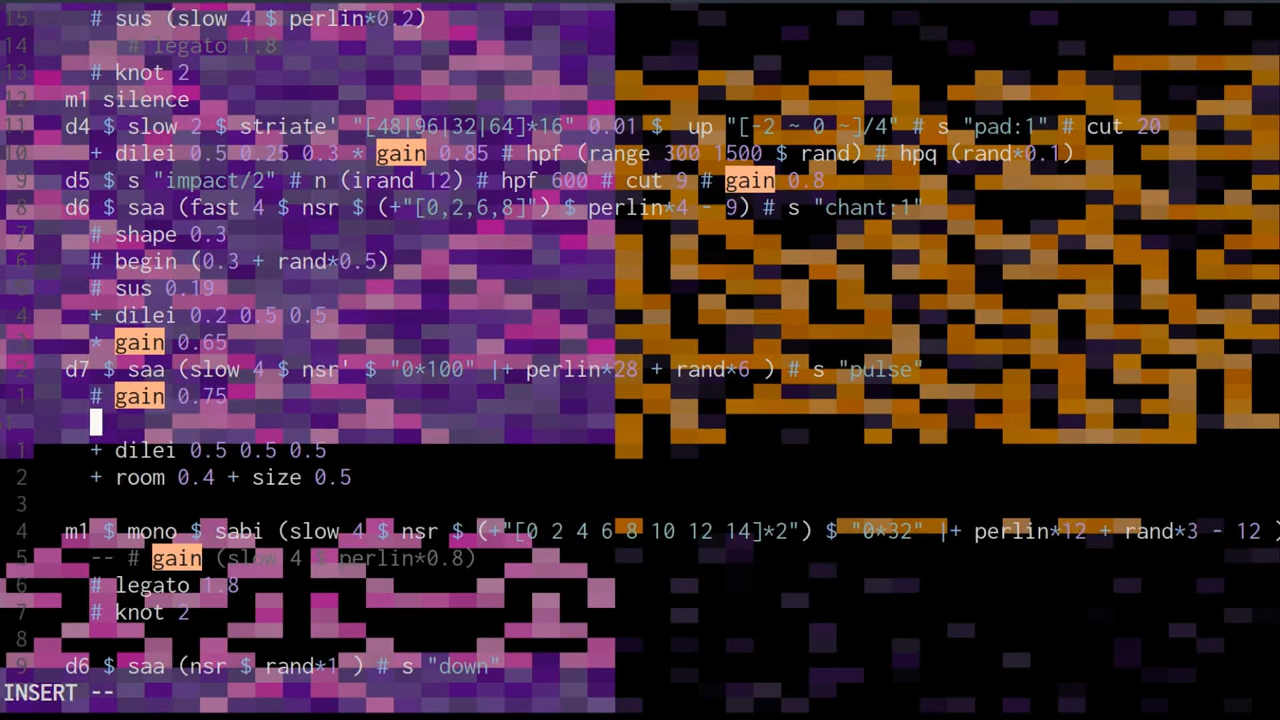 15 # sus (slow 4 $ perlin*0.2)
14 # legato 1.8
13 # knot 2
12 m1 silence
11 d4 $ slow 2 $ striate' "[48|96|32|64]*16" 0.01 $  up "[-2 ~ 0 ~]/4" # s "pad:1" # cut 20
10 + dilei 0.5 0.25 0.3 * gain 0.85 # hpf (range 300 1500 $ rand) # hpq (rand*0.1)
9 d5 $ s "impact/2" # n (irand 12) # hpf 600 # cut 9 # gain 0.8
8 d6 $ saa (fast 4 $ nsr $ (+"[0,2,6,8]") $ perlin*4 - 9) # s "chant:1"
7 # shape 0.3
6 # begin (0.3 + rand*0.5)
5 # sus 0.19
4 + dilei 0.2 0.5 0.5
3 * gain 0.65
2 d7 $ saa (slow 4 $ nsr' $ "0*100" |+ perlin*28 + rand*6 ) # s "pulse"
1 # gain 0.75
1 + dilei 0.5 0.5 0.5
2 + room 0.4 + size 0.5
3
4 m1 $ mono $ sabi (slow 4 $ nsr $ (+"[0 2 4 6 8 10 12 14]*2") $ "0*32" |+ perlin*12 + rand*3 - 12 )
5 -- # gain (slow 4 $ perlin*0.8)
6 # legato 1.8
7 # knot 2
8
9 d6 $ saa (nsr $ rand*1 ) # s "down"
INSERT --